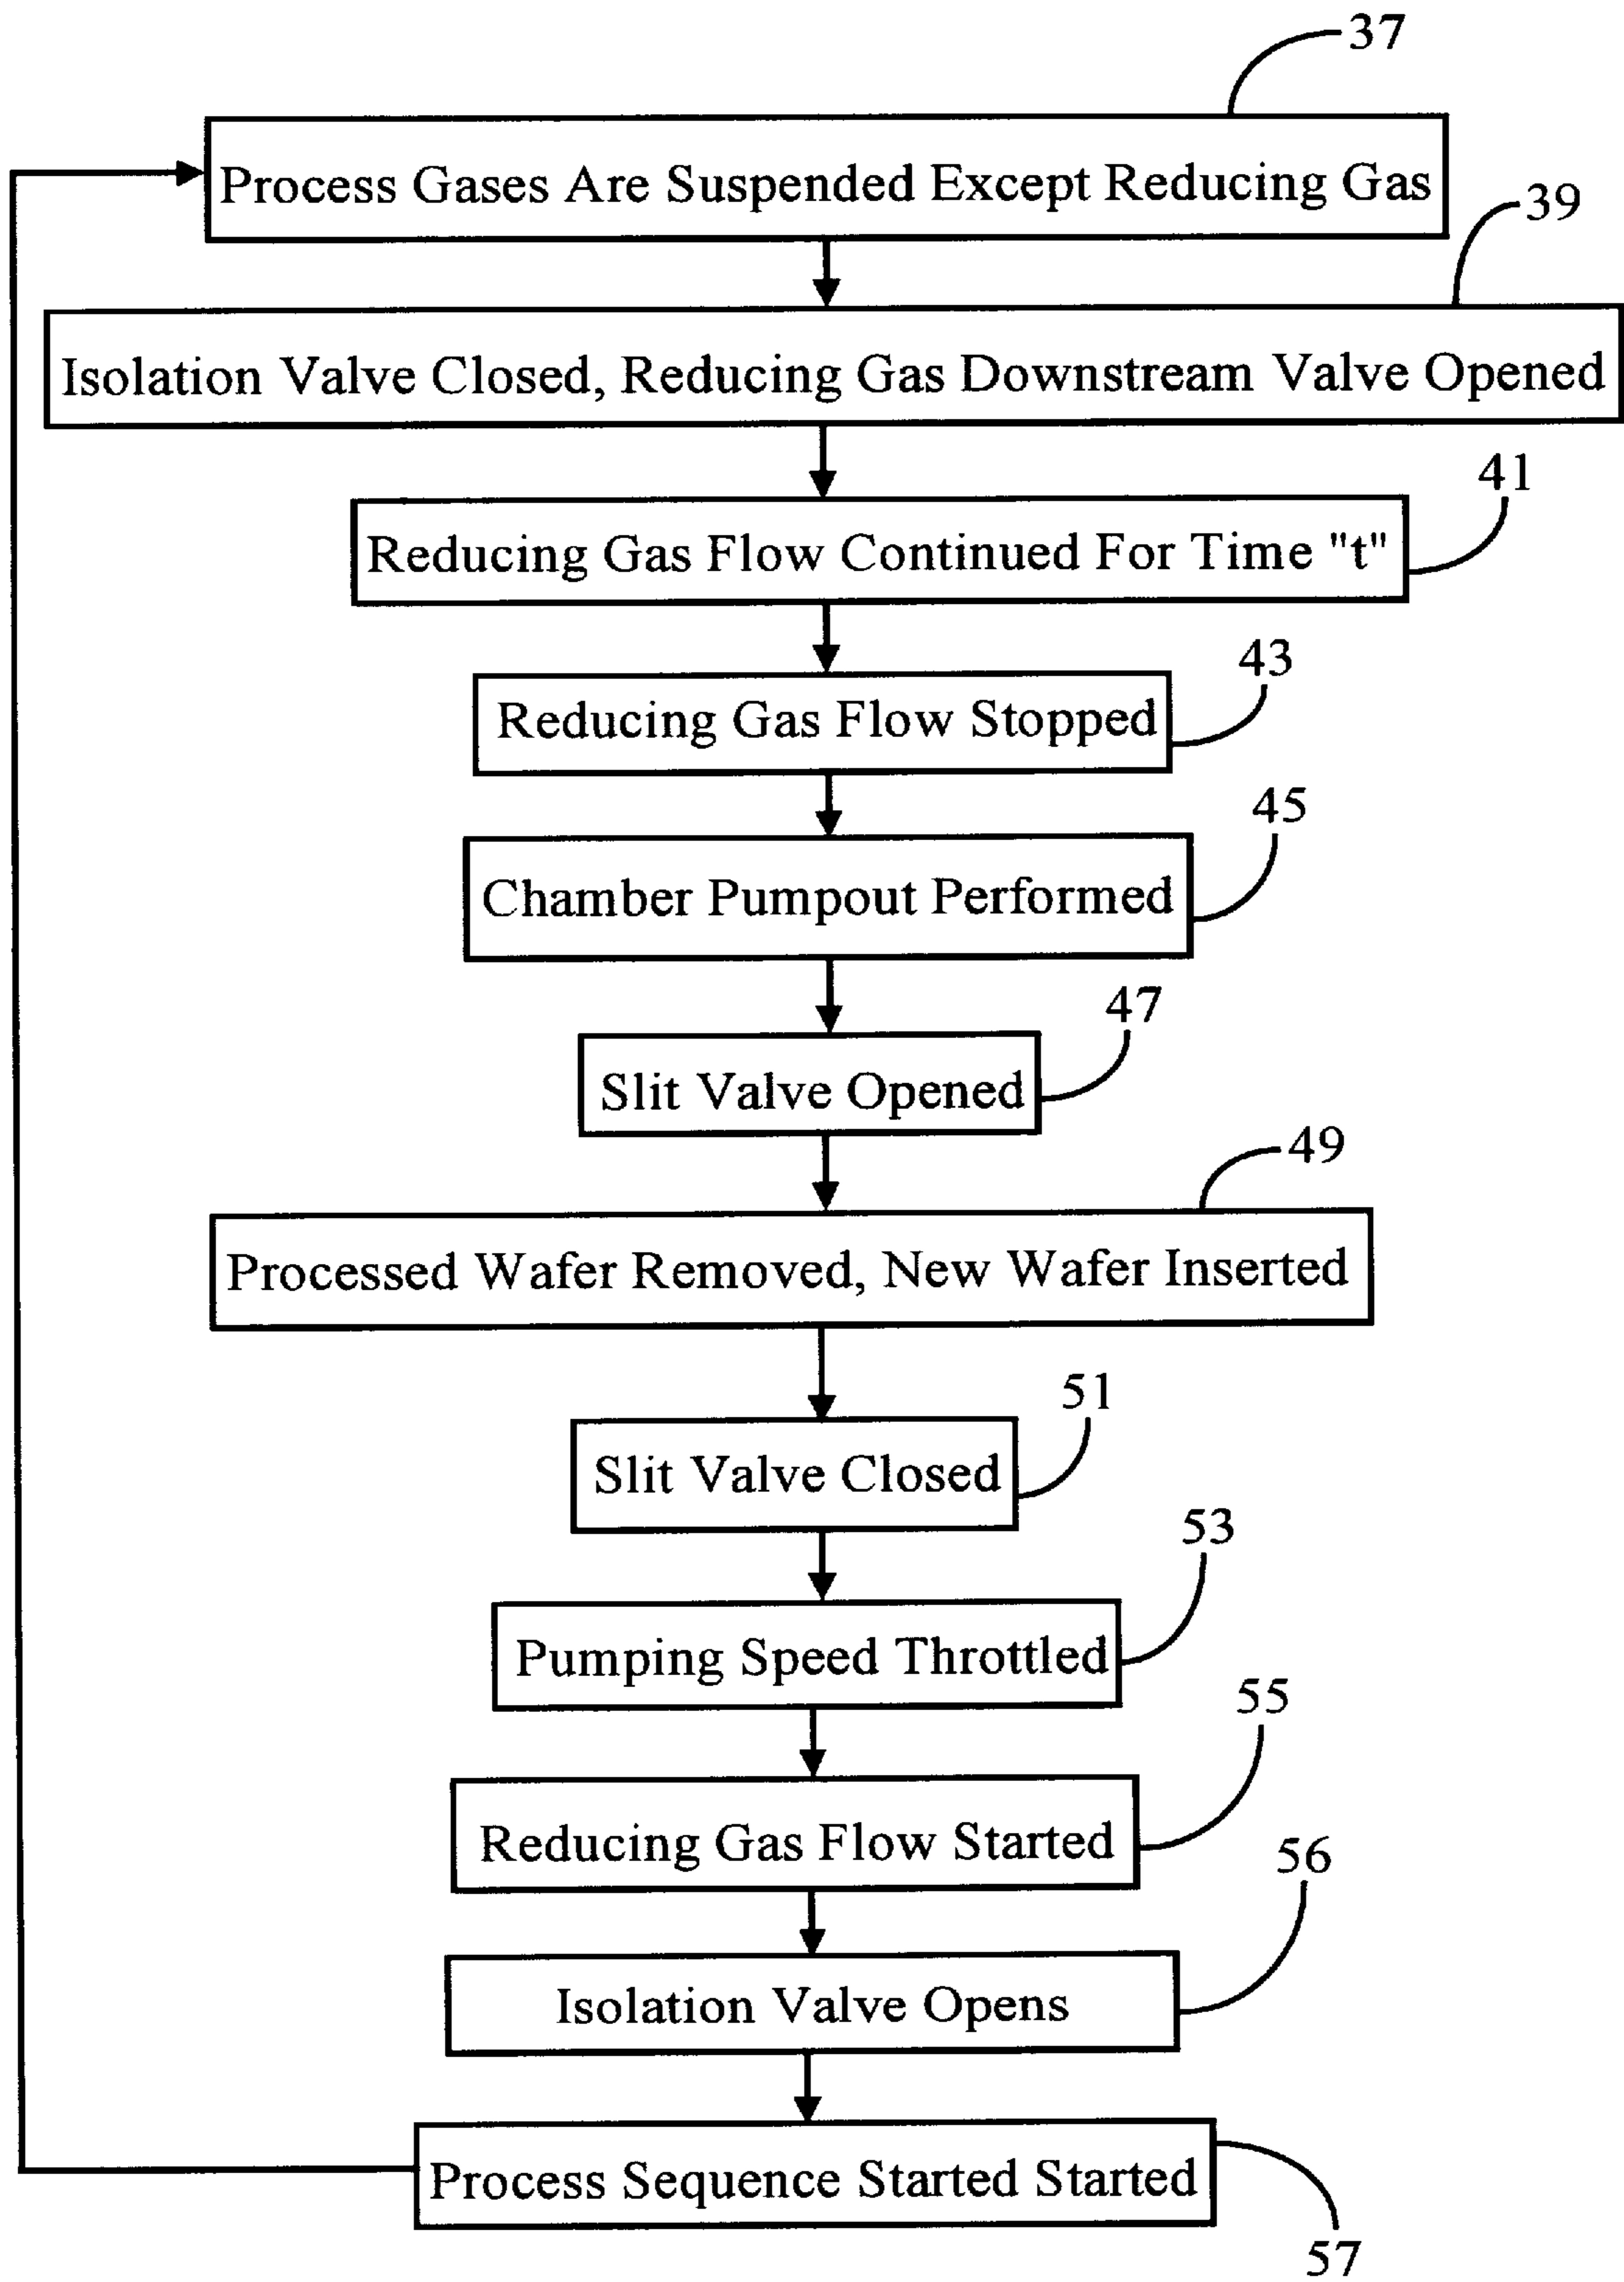 37
Process Gases Are Suspended Except Reducing Gas
39
Isolation Valve Closed, Reducing Gas Downstream Valve Opened
41
Reducing Gas Flow Continued For Time "t"
43
Reducing Gas Flow Stopped
45
Chamber Pumpout Performed
47
Slit Valve Opened
49
Processed Wafer Removed, New Wafer Inserted
51
Slit Valve Closed
53
Pumping Speed Throttled
55
Reducing Gas Flow Started
56
Isolation Valve Opens
Process Sequence Started Started
57